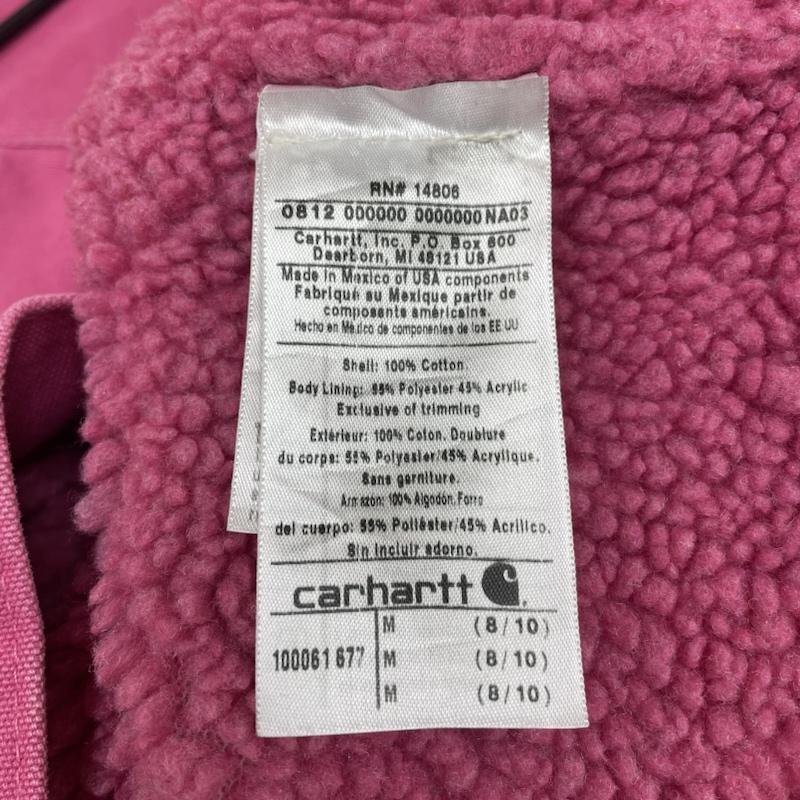 RN# 14806
0812 000000 0000000 NA03
Carhartt, Inc. P.O. Box 600
Dearborn, MI 48121 USA
Made in Mexico of USA components
Fabriqué au Mexique partir de
composants américains.
Hecho en México de componentes de los EE UU
Shell: 100% Cotton.
Body Lining: 55% Polyester 45% Acrylic
Exclusive of trimming
Extérieur: 100% Coton. Doublure
du corps: 55% Polyester/45% Acrylique.
Sans garniture.
Armazon: 100% Algodón. Forro
del cuerpo: 55% Poliéster/45% Acrílico.
Sin incluir adorno.
carhartt
M (8/10)
100061 677 M (8/10)
M (8/10)